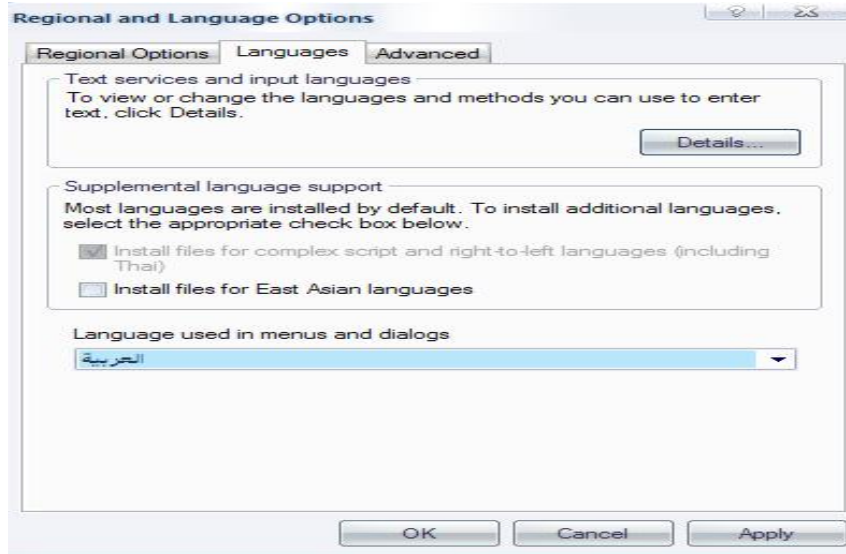 Regional and Language Options
Regional Options Languages Advanced
Text services and input languages
To view or change the languages and methods you can use to enter
text, click Details.
Details...
Supplemental language support
Most languages are installed by default. To install additional languages,
select the appropriate check box below.
Install files for complex script and right-to-left languages (including
Thai)
Install files for East Asian languages
Language used in menus and dialogs
العربية
OK Cancel Apply